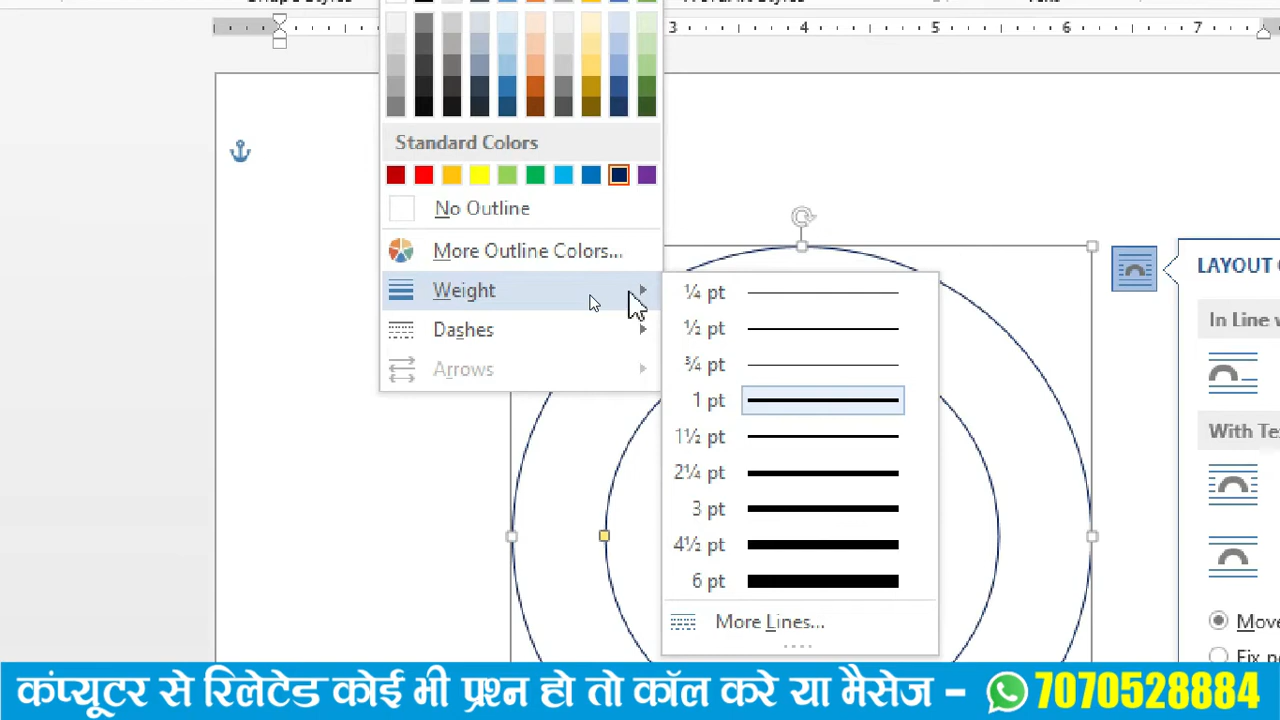 3 4 5 6 7
Standard Colors
No Outline
More Outline Colors...
Weight
Dashes
Arrows
¼ pt
½ pt
¾ pt
1 pt
1½ pt
2¼ pt
3 pt
4½ pt
6 pt
More Lines...
LAYOUT
In Line
With
Move
Fix
कंप्यूटर से रिलेटेड कोई भी प्रश्न हो तो कॉल करे या मैसेज - 7070528884